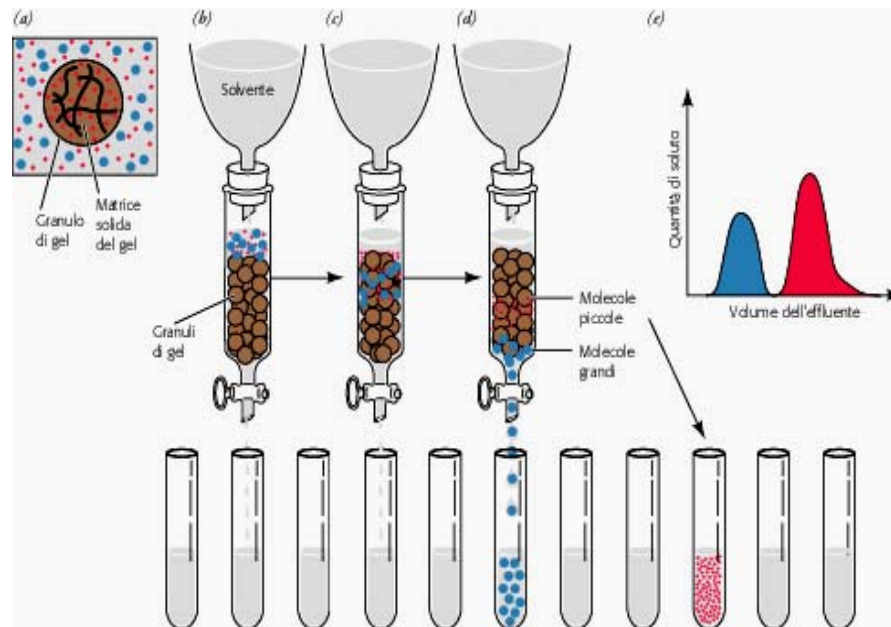 (a)
(b)
(c)
(d)
(e)
Solvente
Granulo
di gel
Matrice
solida
del gel
Granuli
di gel
Molecole
piccole
Molecole
grandi
Quantità di soluto
Volume dell'effluente